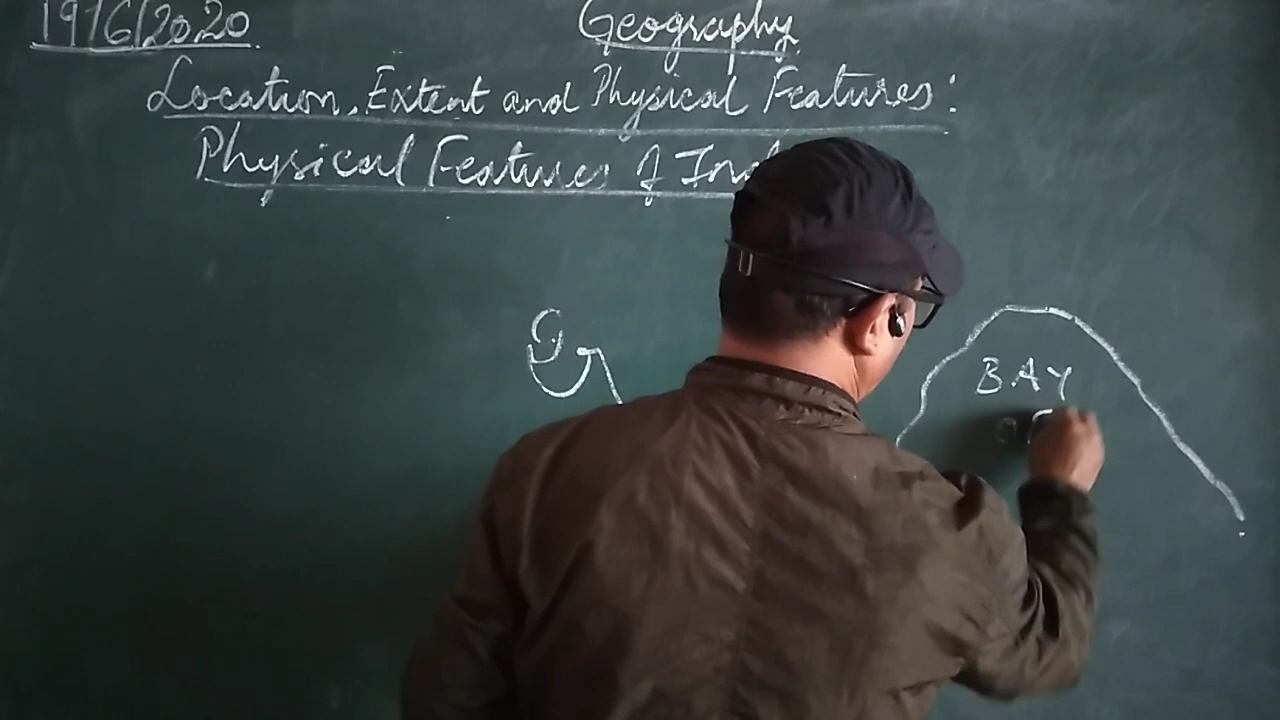 19/6/2020
Geography
Location, Extent and Physical Features:
Physical Features of
BAY